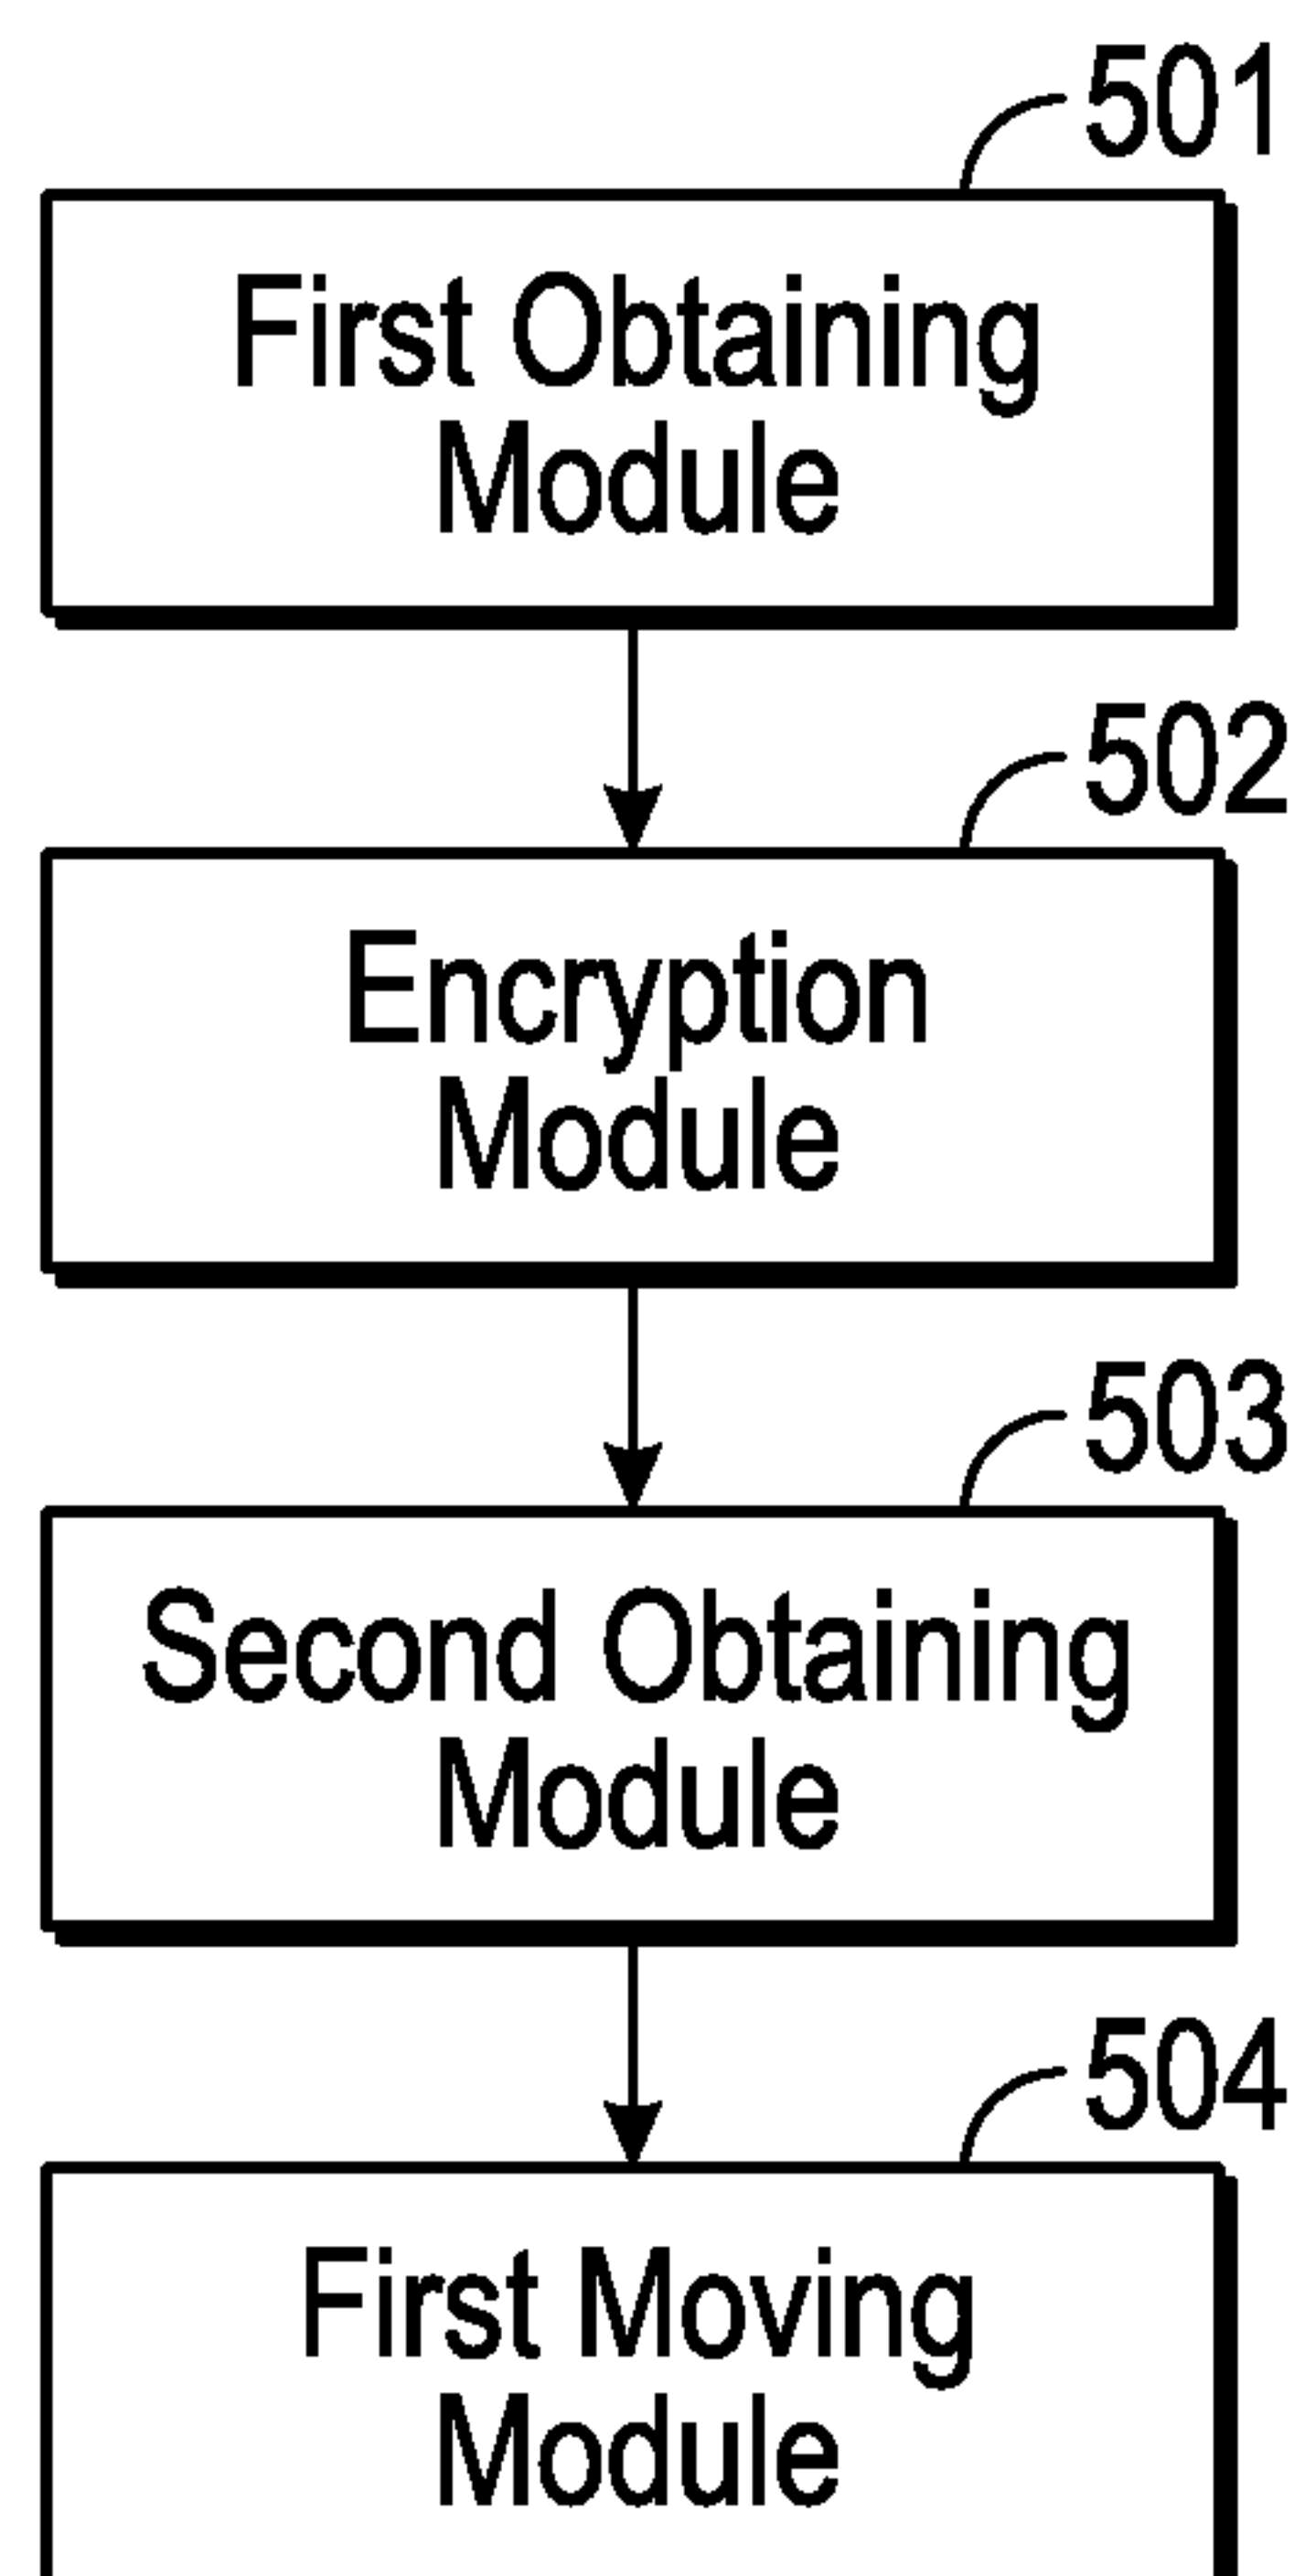 501
First Obtaining
Module
502
Encryption
Module
503
Second Obtaining
Module
504
First Moving
Module